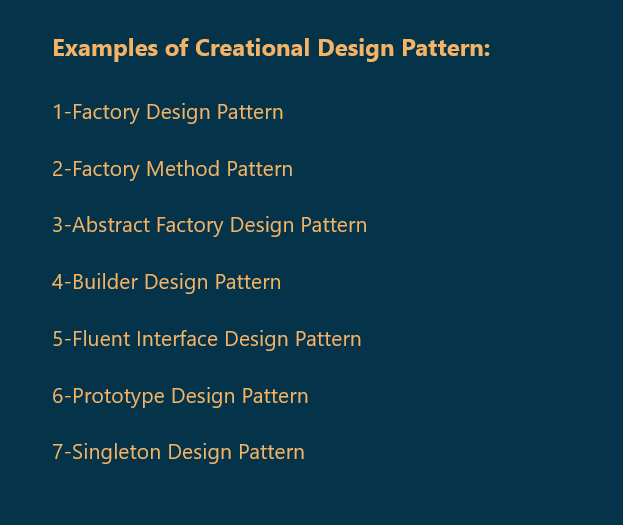 Examples of Creational Design Pattern:
1-Factory Design Pattern
2-Factory Method Pattern
3-Abstract Factory Design Pattern
4-Builder Design Pattern
5-Fluent Interface Design Pattern
6-Prototype Design Pattern
7-Singleton Design Pattern